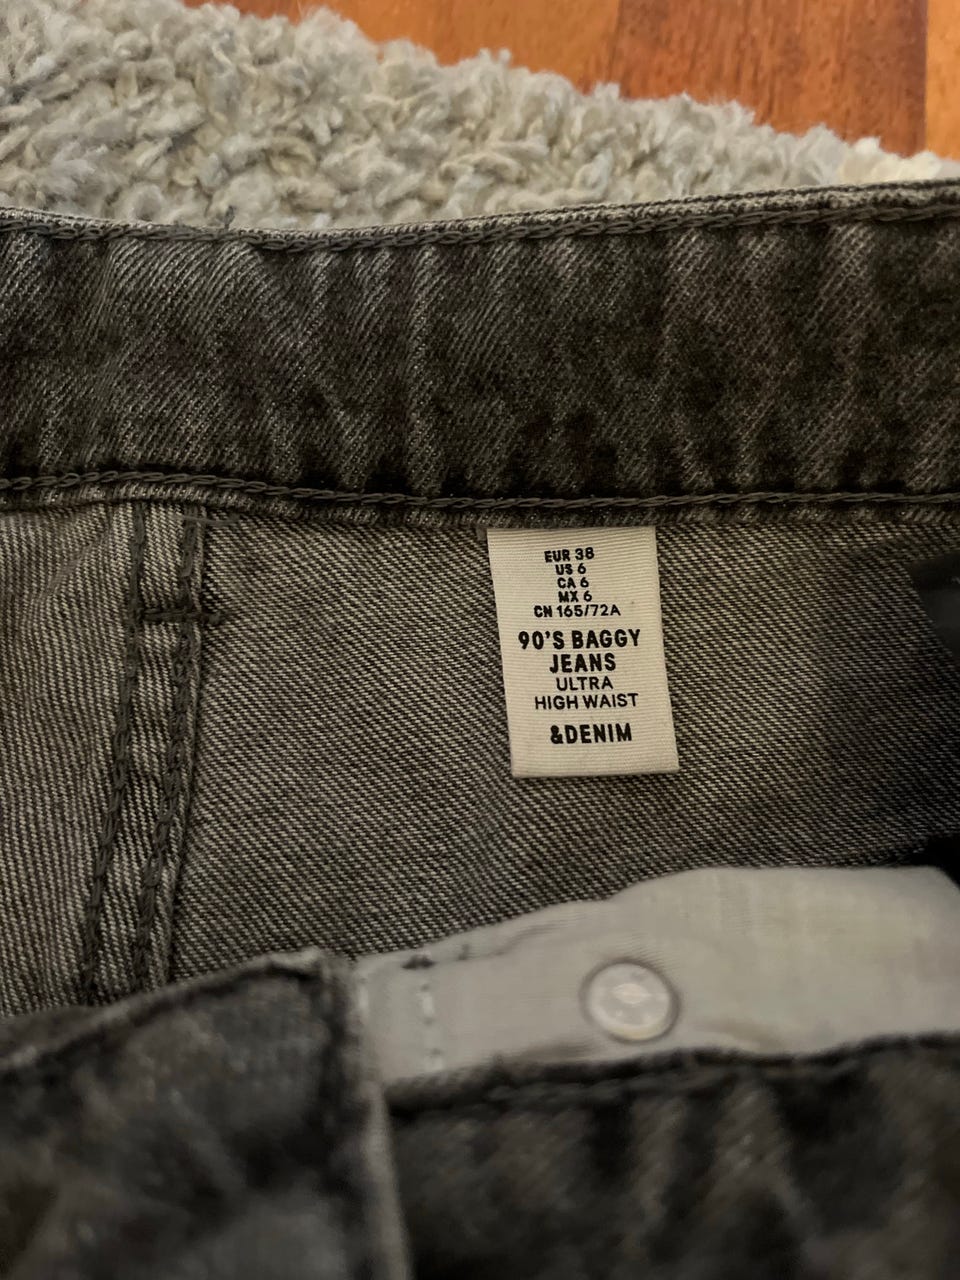 EUR 38
US 6
CA 6
MX 6
CN 165/72A
90'S BAGGY
JEANS
ULTRA
HIGH WAIST
&DENIM